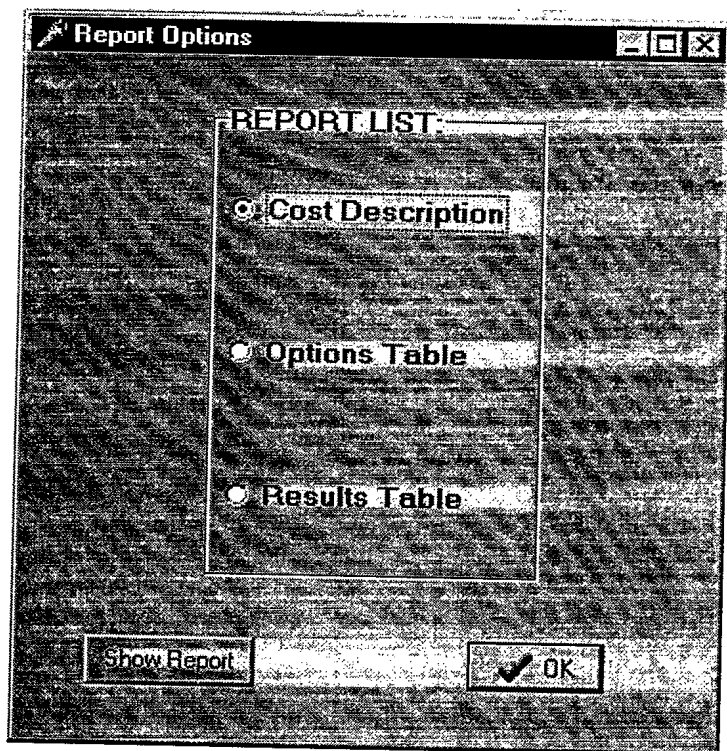 Report Options
REPORT LIST:
Cost Description
Options Table
Results Table
Show Report
OK